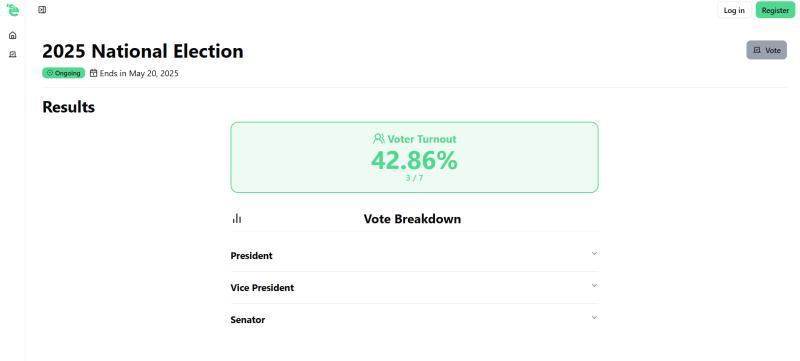 Log in
Register
2025 National Election
Vote
Ongoing
Ends in May 20, 2025
Results
Voter Turnout
42.86%
3 / 7
Vote Breakdown
President
Vice President
Senator